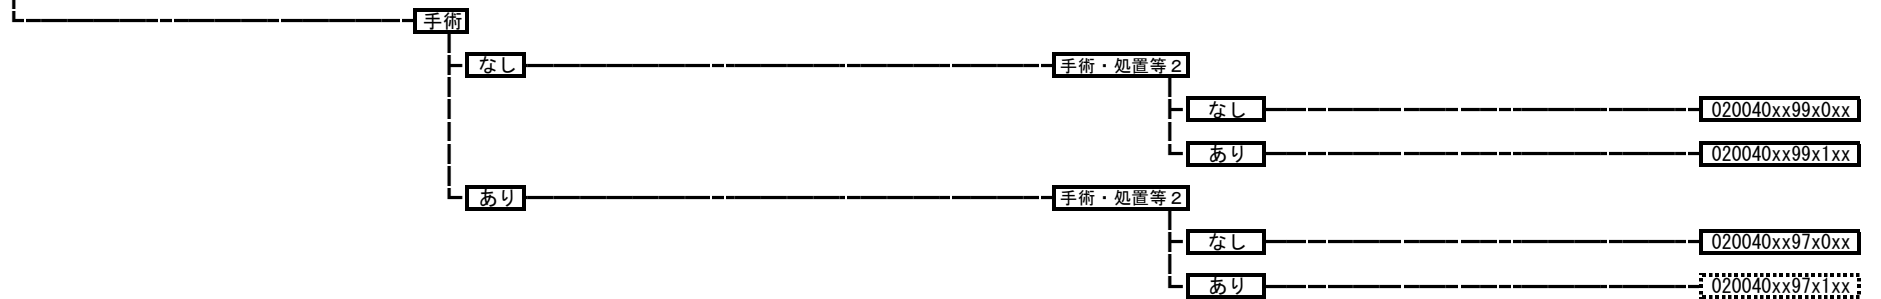 手術
なし 手術・処置等２
なし 020040xx99x0xx
あり 020040xx99x1xx
あり 手術・処置等２
なし 020040xx97x0xx
あり 020040xx97x1xx